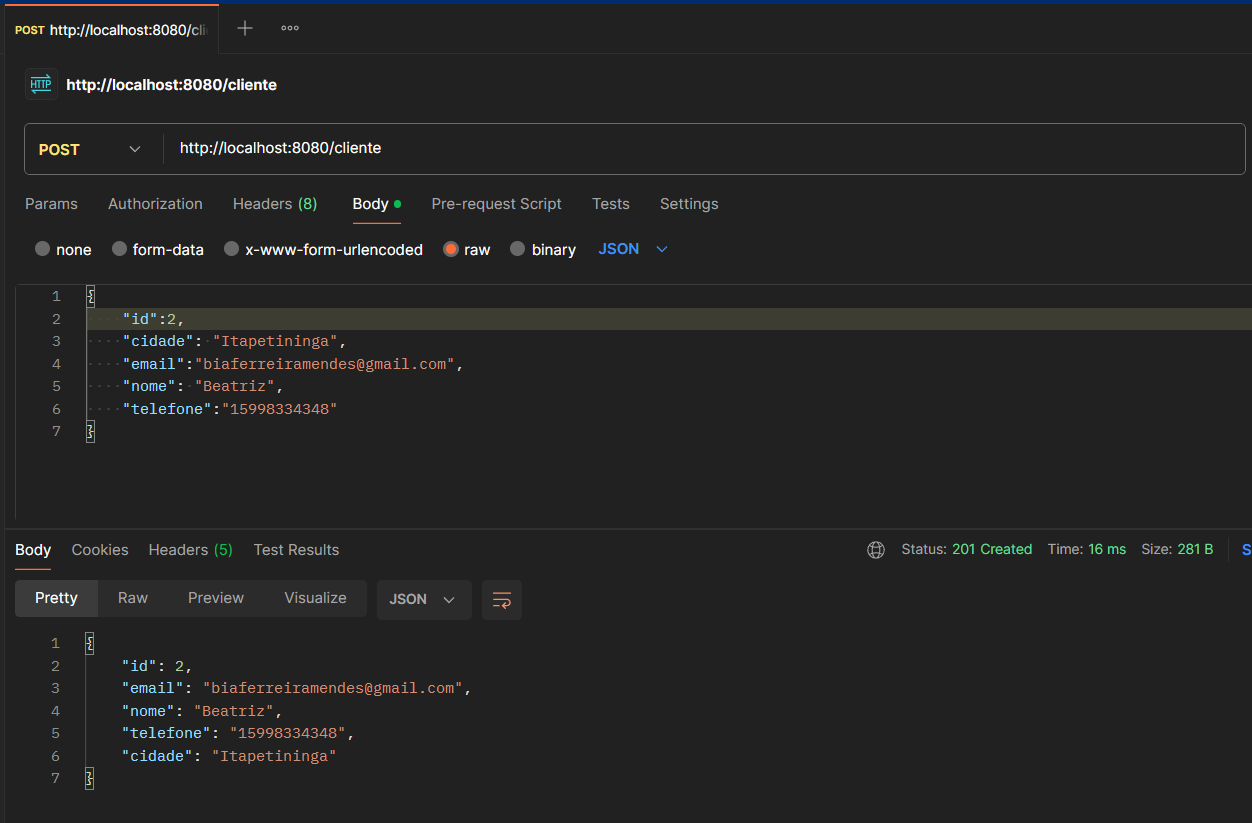 POST http://localhost:8080/cli
HTTP http://localhost:8080/cliente
POST http://localhost:8080/cliente
Params Authorization Headers (8) Body Pre-request Script Tests Settings
none form-data x-www-form-urlencoded raw binary JSON
1 {
2 "id":2,
3 "cidade": "Itapetininga",
4 "email":"biaferreiramendes@gmail.com",
5 "nome": "Beatriz",
6 "telefone":"15998334348"
7 }
Body Cookies Headers (5) Test Results Status: 201 Created Time: 16 ms Size: 281 B S
Pretty Raw Preview Visualize JSON
1 {
2 "id": 2,
3 "email": "biaferreiramendes@gmail.com",
4 "nome": "Beatriz",
5 "telefone": "15998334348",
6 "cidade": "Itapetininga"
7 }